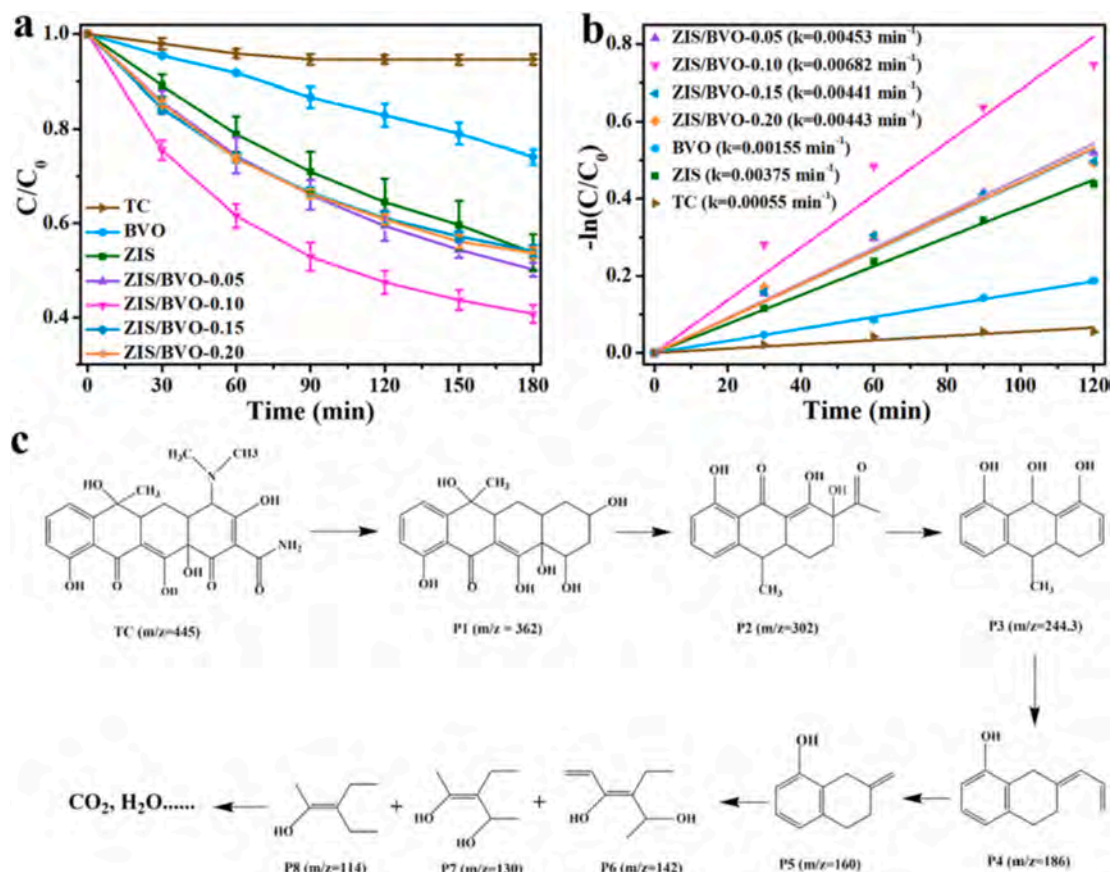 a
1.0
0.8
0.6
0.4
C/C₀
TC
BVO
ZIS
ZIS/BVO-0.05
ZIS/BVO-0.10
ZIS/BVO-0.15
ZIS/BVO-0.20
0 30 60 90 120 150 180
Time (min)
b
0.8
0.6
0.4
0.2
0.0
-ln(C/C₀)
ZIS/BVO-0.05 (k=0.00453 min⁻¹)
ZIS/BVO-0.10 (k=0.00682 min⁻¹)
ZIS/BVO-0.15 (k=0.00441 min⁻¹)
ZIS/BVO-0.20 (k=0.00443 min⁻¹)
BVO (k=0.00155 min⁻¹)
ZIS (k=0.00375 min⁻¹)
TC (k=0.00055 min⁻¹)
0 20 40 60 80 100 120
Time (min)
c
H₃C CH3
N
HO CH₃ OH
NH₂
OH O OH OH O O
TC (m/z=445)
HO CH₃ OH
OH O OH OH OH
P1 (m/z = 362)
OH O OH OH O
CH₃
P2 (m/z=302)
OH OH OH
CH₃
P3 (m/z=244.3)
OH
P4 (m/z=186)
OH
P5 (m/z=160)
HO OH
P6 (m/z=142)
+
HO HO
P7 (m/z=130)
+
HO
P8 (m/z=114)
CO₂, H₂O......